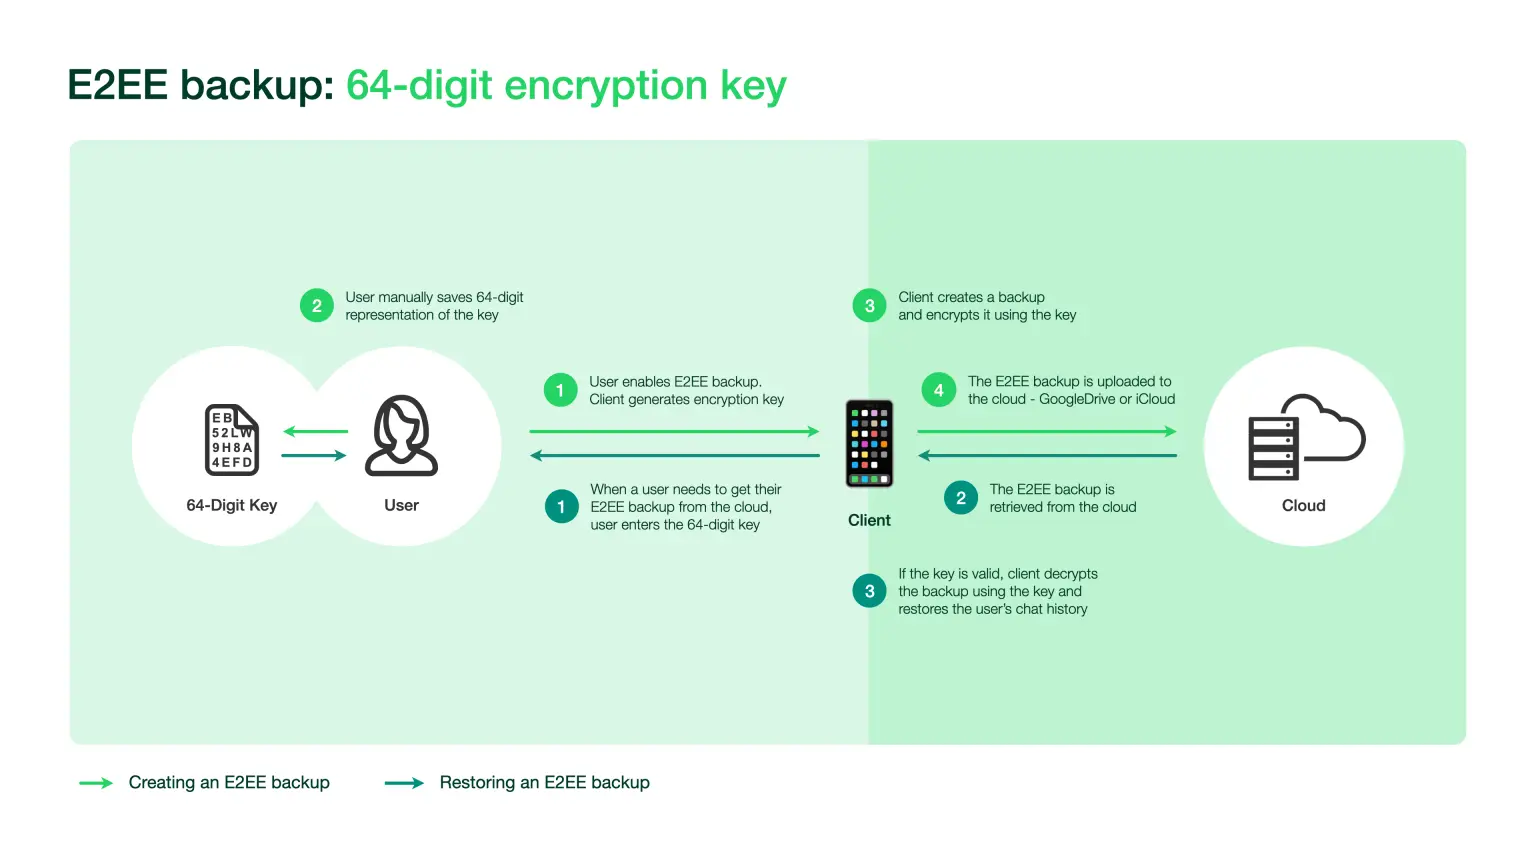 E2EE backup: 64-digit encryption key
2
User manually saves 64-digit
representation of the key
3
Client creates a backup
and encrypts it using the key
1
User enables E2EE backup.
Client generates encryption key
4
The E2EE backup is uploaded to
the cloud - GoogleDrive or iCloud
EB
52LW
9H8A
4EFD
64-Digit Key
User
1
When a user needs to get their
E2EE backup from the cloud,
user enters the 64-digit key
Client
2
The E2EE backup is
retrieved from the cloud
Cloud
3
If the key is valid, client decrypts
the backup using the key and
restores the user's chat history
Creating an E2EE backup
Restoring an E2EE backup